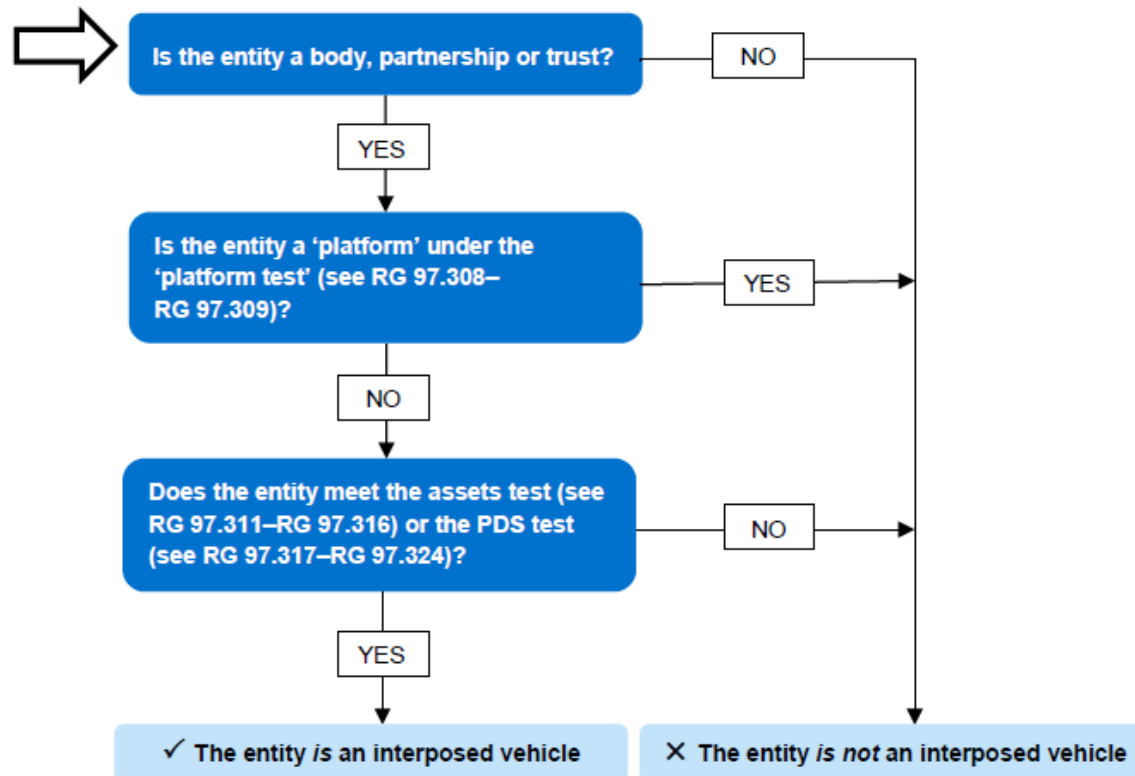 Is the entity a body, partnership or trust?
NO
YES
Is the entity a ‘platform’ under the
‘platform test’ (see RG 97.308–
RG 97.309)?
YES
NO
Does the entity meet the assets test (see
RG 97.311–RG 97.316) or the PDS test
(see RG 97.317–RG 97.324)?
NO
YES
✓ The entity is an interposed vehicle
✕ The entity is not an interposed vehicle